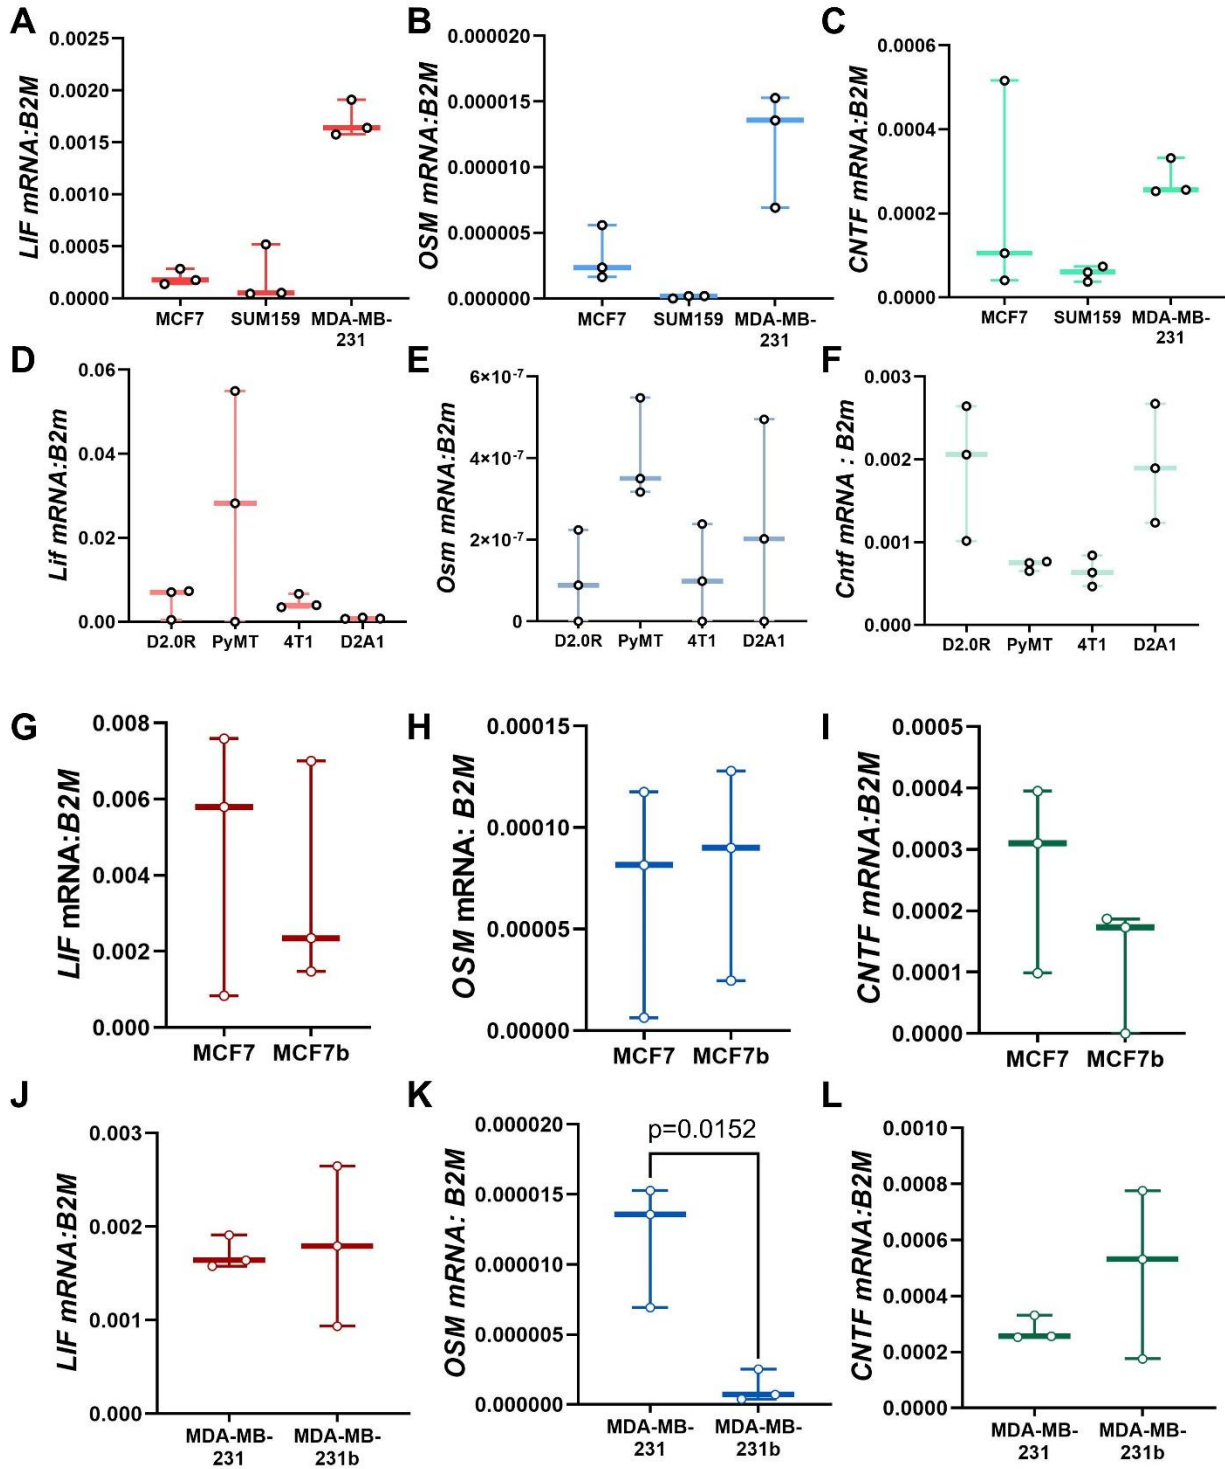 A
LIF mRNA:B2M
0.0025
0.0020
0.0015
0.0010
0.0005
0.0000
MCF7 SUM159 MDA-MB-
231
B
OSM mRNA:B2M
0.000020
0.000015
0.000010
0.000005
0.000000
MCF7 SUM159 MDA-MB-
231
C
CNTF mRNA:B2M
0.0006
0.0004
0.0002
0.0000
MCF7 SUM159 MDA-MB-
231
D
Lif mRNA:B2m
0.06
0.04
0.02
0.00
D2.0R PyMT 4T1 D2A1
E
Osm mRNA:B2m
6×10⁻⁷
4×10⁻⁷
2×10⁻⁷
0
D2.0R PyMT 4T1 D2A1
F
Cntf mRNA : B2m
0.003
0.002
0.001
0.000
D2.0R PyMT 4T1 D2A1
G
LIF mRNA:B2M
0.008
0.006
0.004
0.002
0.000
MCF7 MCF7b
H
OSM mRNA: B2M
0.00015
0.00010
0.00005
0.00000
MCF7 MCF7b
I
CNTF mRNA:B2M
0.0005
0.0004
0.0003
0.0002
0.0001
0.0000
MCF7 MCF7b
J
LIF mRNA:B2M
0.003
0.002
0.001
0.000
MDA-MB- MDA-MB-
231 231b
K
OSM mRNA: B2M
0.000020
0.000015
0.000010
0.000005
0.000000
p=0.0152
MDA-MB- MDA-MB-
231 231b
L
CNTF mRNA:B2M
0.0010
0.0008
0.0006
0.0004
0.0002
0.0000
MDA-MB- MDA-MB-
231 231b